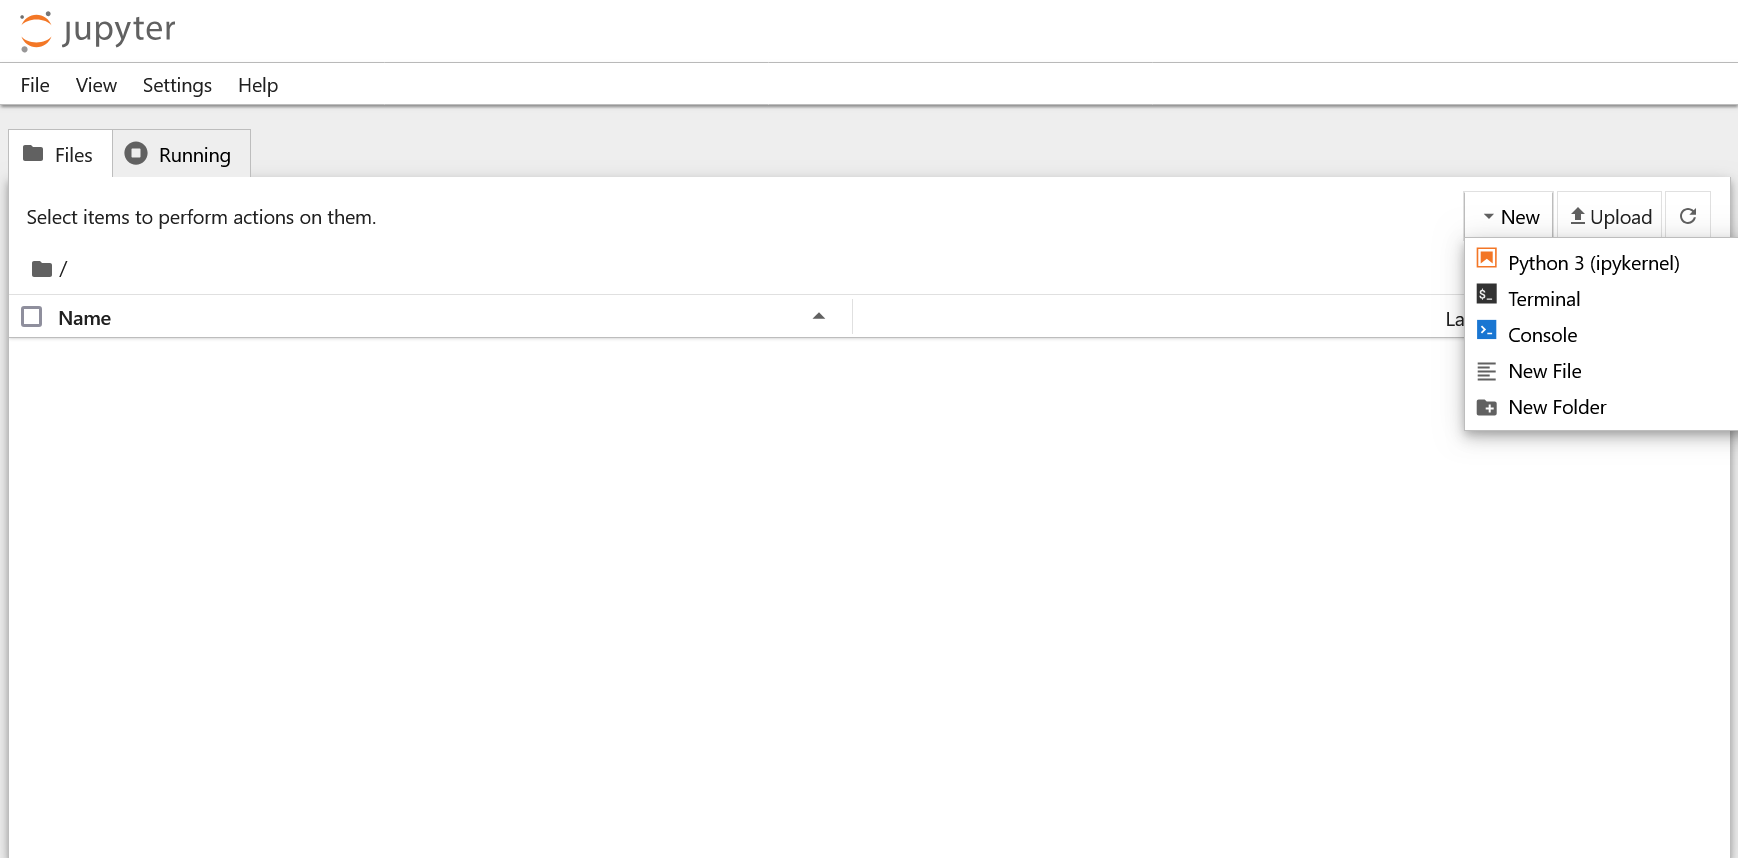 jupyter
File View Settings Help
Files Running
Select items to perform actions on them.
New Upload
/
Name
Python 3 (ipykernel)
$_ Terminal
>_ Console
New File
New Folder